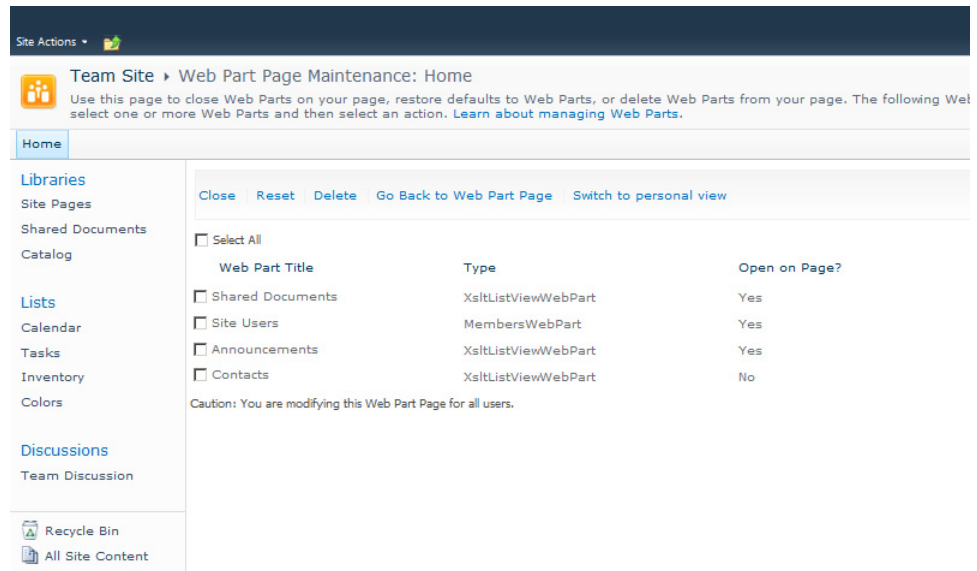 Site Actions
Team Site ▸ Web Part Page Maintenance: Home
Use this page to close Web Parts on your page, restore defaults to Web Parts, or delete Web Parts from your page. The following Web
select one or more Web Parts and then select an action. Learn about managing Web Parts.
Home
Libraries
Site Pages
Shared Documents
Catalog
Lists
Calendar
Tasks
Inventory
Colors
Discussions
Team Discussion
Recycle Bin
All Site Content
Close Reset Delete Go Back to Web Part Page Switch to personal view
Select All
Web Part Title Type Open on Page?
Shared Documents XsltListViewWebPart Yes
Site Users MembersWebPart Yes
Announcements XsltListViewWebPart Yes
Contacts XsltListViewWebPart No
Caution: You are modifying this Web Part Page for all users.